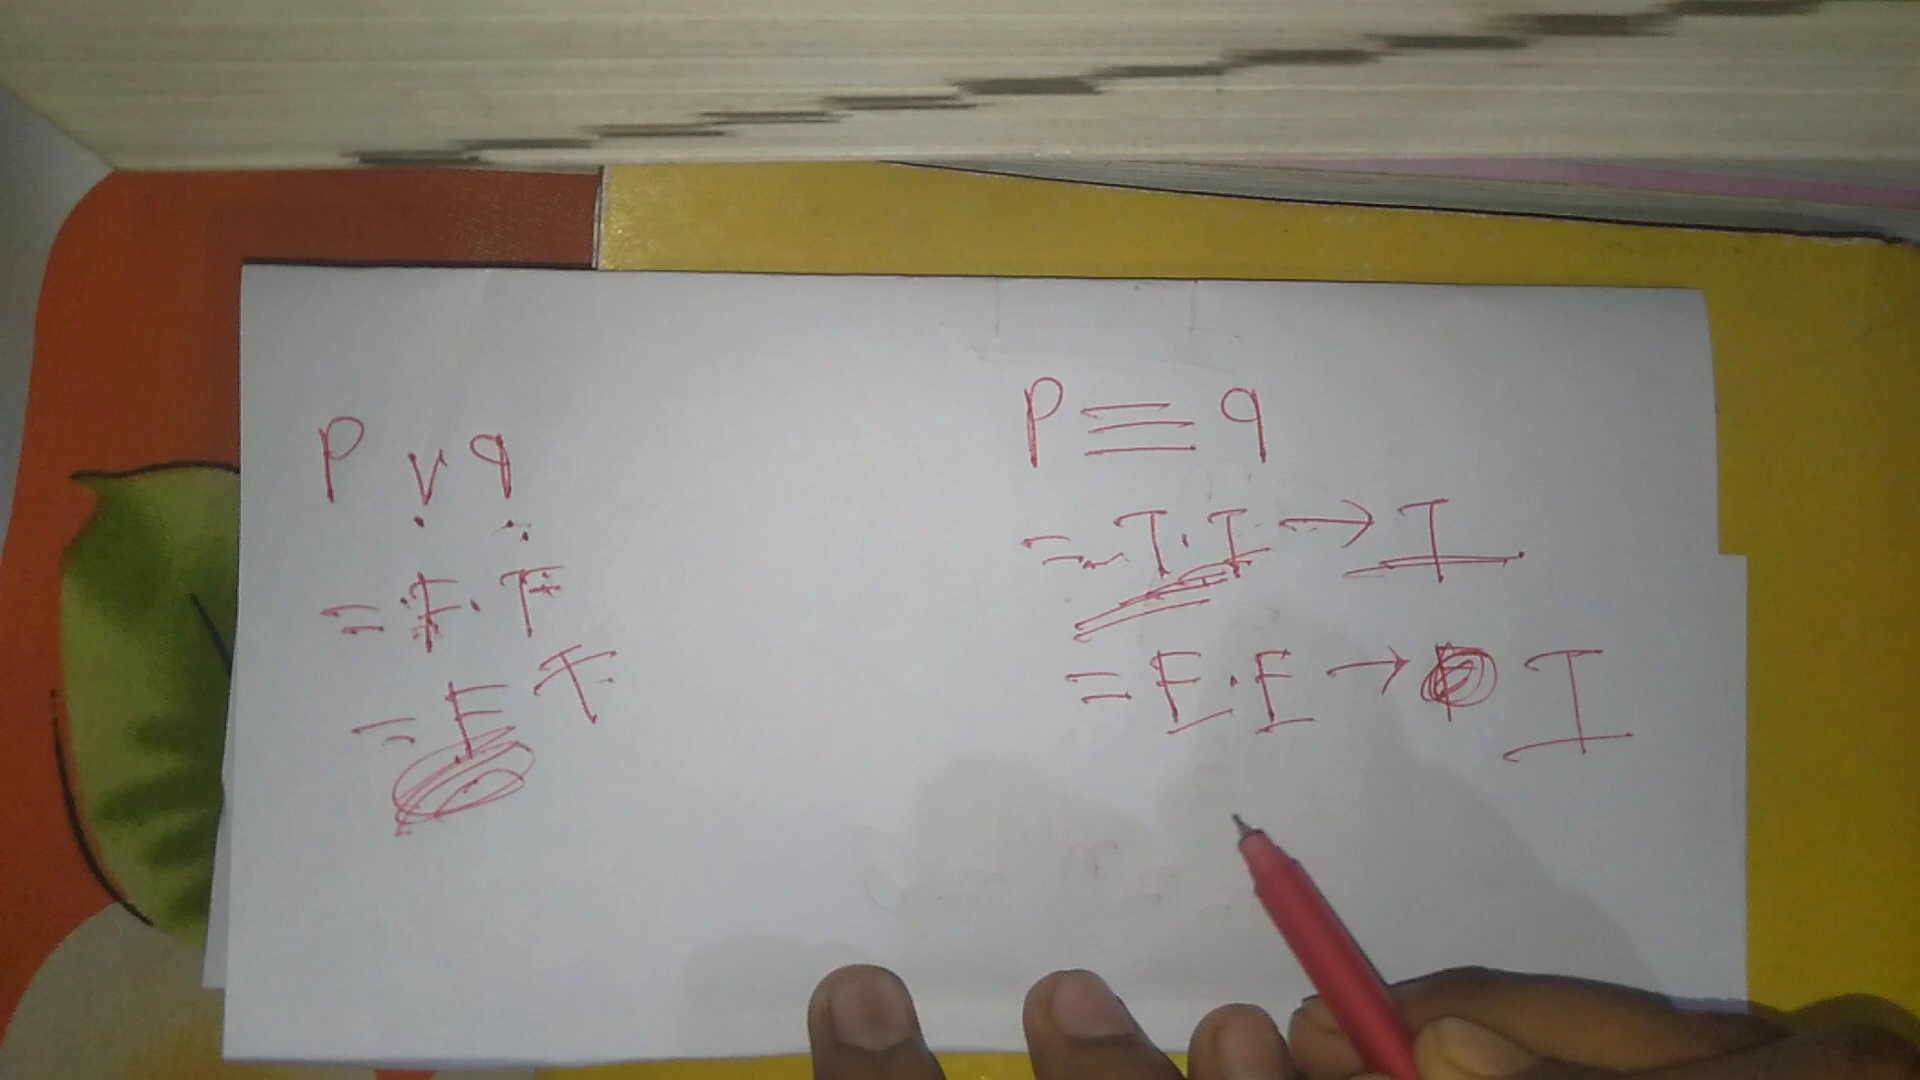 P v q
= F . F
= F F
P ≡ q
= T . T → T
= F . F → T